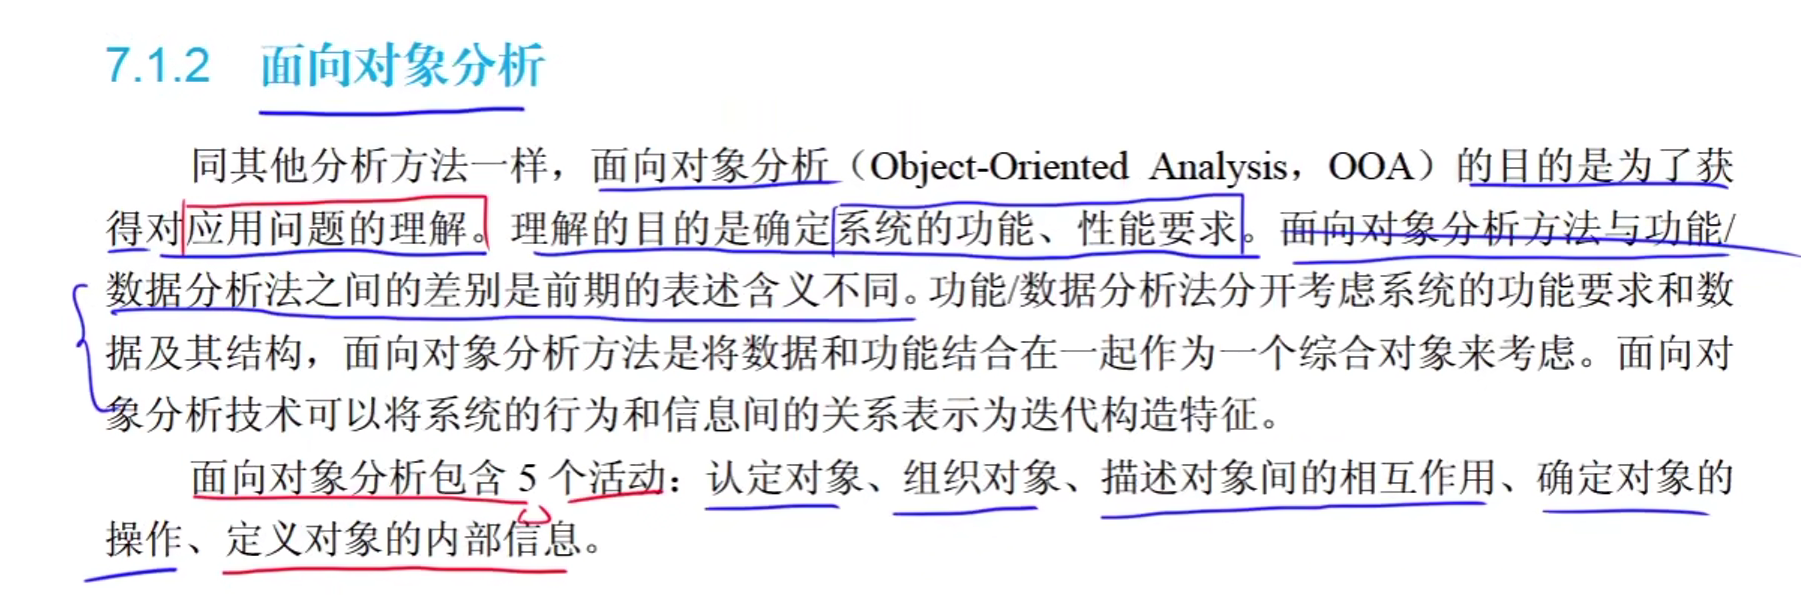 7.1.2 面向对象分析
同其他分析方法一样，面向对象分析（Object-Oriented Analysis，OOA）的目的是为了获
得对应用问题的理解。理解的目的是确定系统的功能、性能要求。面向对象分析方法与功能/
数据分析法之间的差别是前期的表述含义不同。功能/数据分析法分开考虑系统的功能要求和数
据及其结构，面向对象分析方法是将数据和功能结合在一起作为一个综合对象来考虑。面向对
象分析技术可以将系统的行为和信息间的关系表示为迭代构造特征。
面向对象分析包含 5 个活动：认定对象、组织对象、描述对象间的相互作用、确定对象的
操作、定义对象的内部信息。